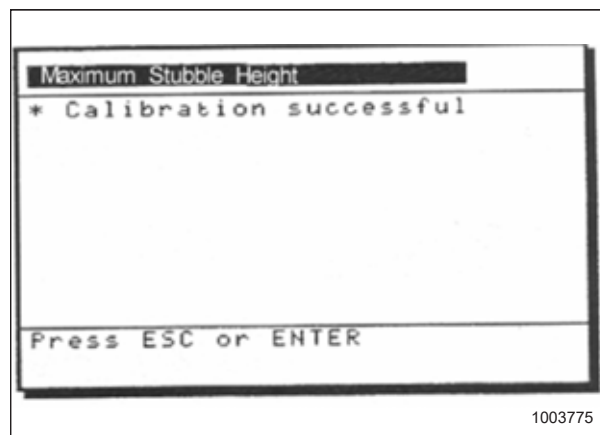 Maximum Stubble Height
* Calibration successful
Press ESC or ENTER
1003775